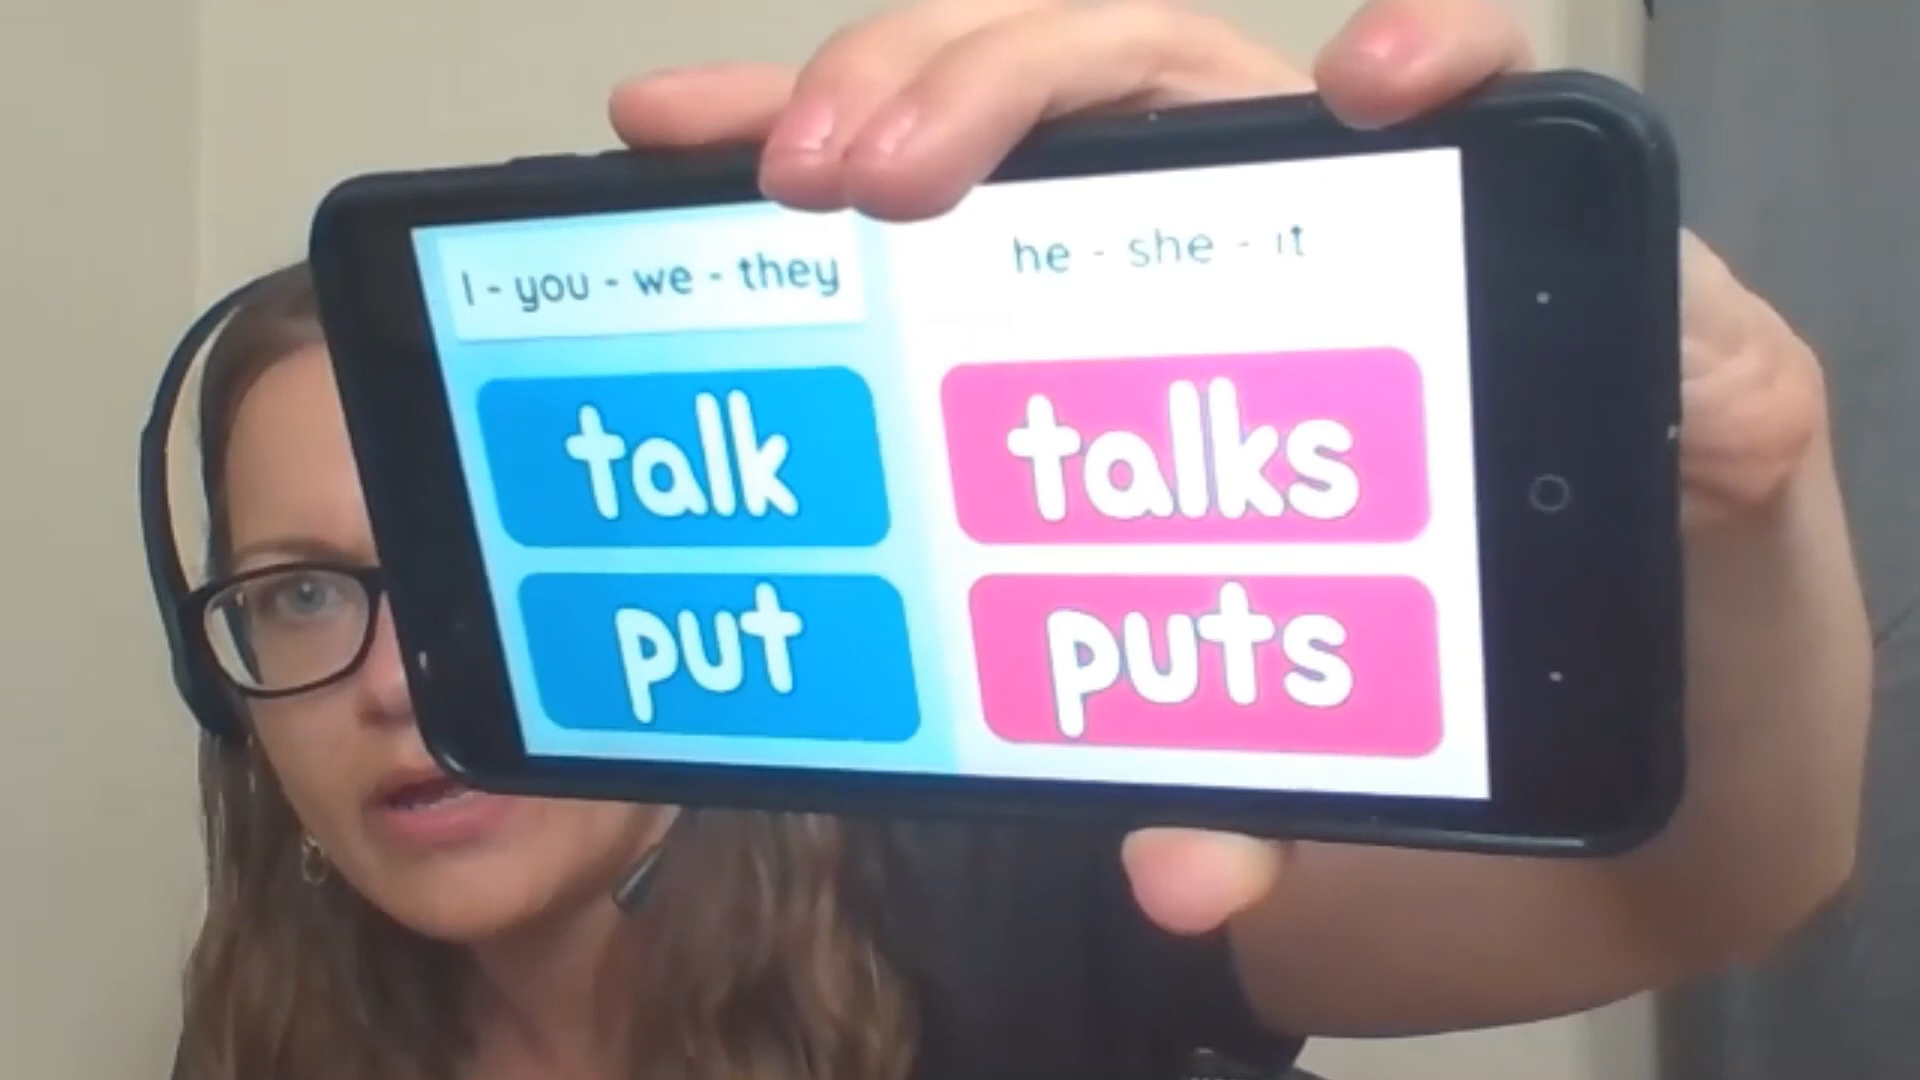 I - you - we - they
he - she - it
talk
talks
put
puts